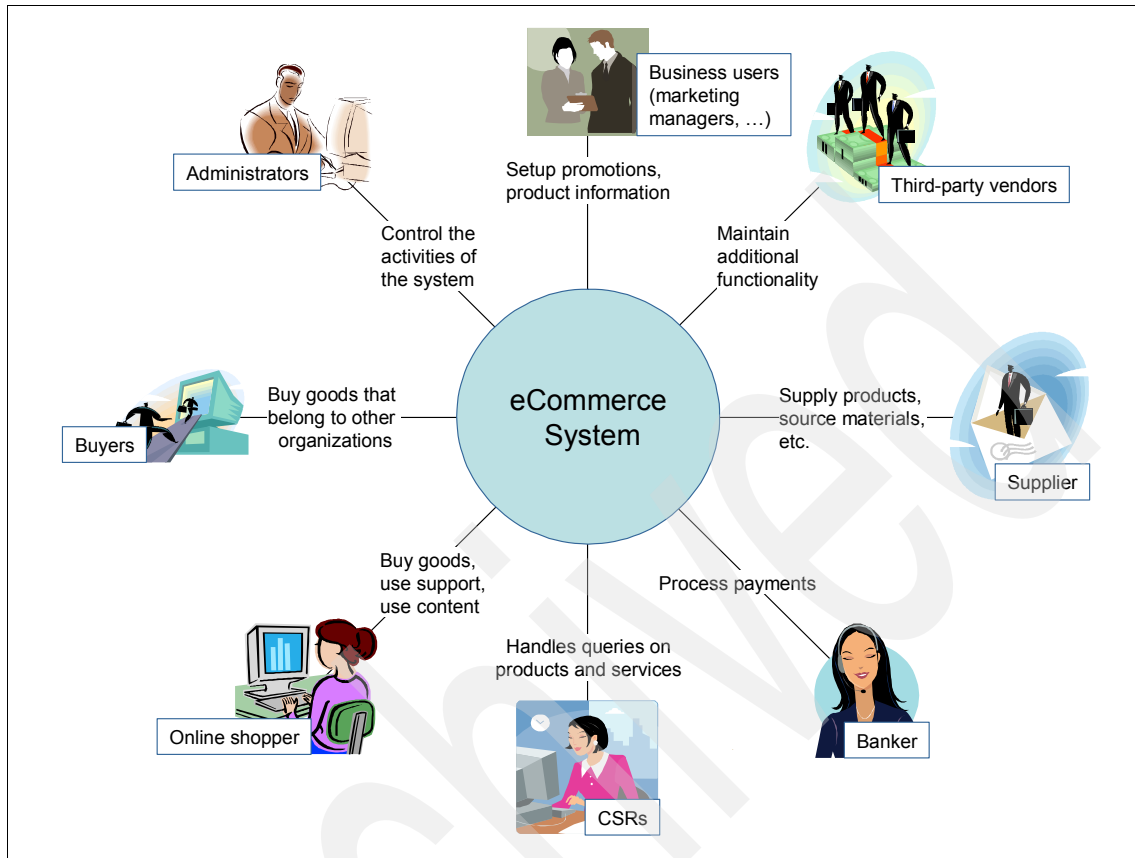 Business users
(marketing
managers, …)
Administrators
Third-party vendors
Setup promotions,
product information
Control the
activities of
the system
Maintain
additional
functionality
eCommerce
System
Buy goods that
belong to other
organizations
Buyers
Supply products,
source materials,
etc.
Supplier
Buy goods,
use support,
use content
Process payments
Handles queries on
products and services
Online shopper
Banker
CSRs